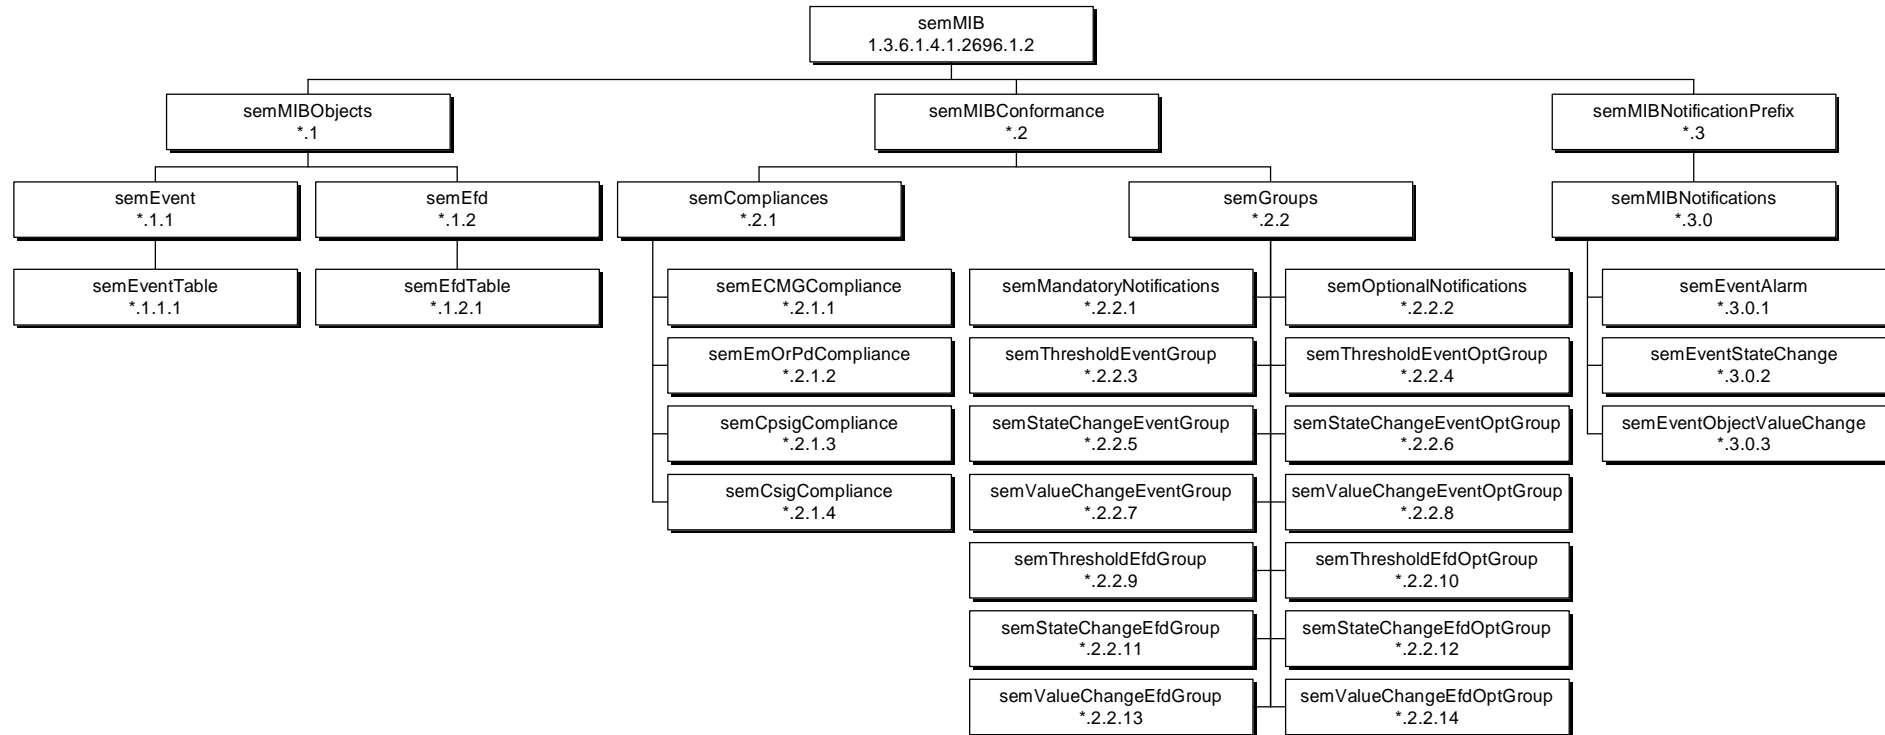 semMIB
1.3.6.1.4.1.2696.1.2
semMIBObjects
*.1
semMIBConformance
*.2
semMIBNotificationPrefix
*.3
semEvent
*.1.1
semEfd
*.1.2
semCompliances
*.2.1
semGroups
*.2.2
semMIBNotifications
*.3.0
semEventTable
*.1.1.1
semEfdTable
*.1.2.1
semECMGCompliance
*.2.1.1
semMandatoryNotifications
*.2.2.1
semOptionalNotifications
*.2.2.2
semEventAlarm
*.3.0.1
semEmOrPdCompliance
*.2.1.2
semThresholdEventGroup
*.2.2.3
semThresholdEventOptGroup
*.2.2.4
semEventStateChange
*.3.0.2
semCpsigCompliance
*.2.1.3
semStateChangeEventGroup
*.2.2.5
semStateChangeEventOptGroup
*.2.2.6
semEventObjectValueChange
*.3.0.3
semCsigCompliance
*.2.1.4
semValueChangeEventGroup
*.2.2.7
semValueChangeEventOptGroup
*.2.2.8
semThresholdEfdGroup
*.2.2.9
semThresholdEfdOptGroup
*.2.2.10
semStateChangeEfdGroup
*.2.2.11
semStateChangeEfdOptGroup
*.2.2.12
semValueChangeEfdGroup
*.2.2.13
semValueChangeEfdOptGroup
*.2.2.14